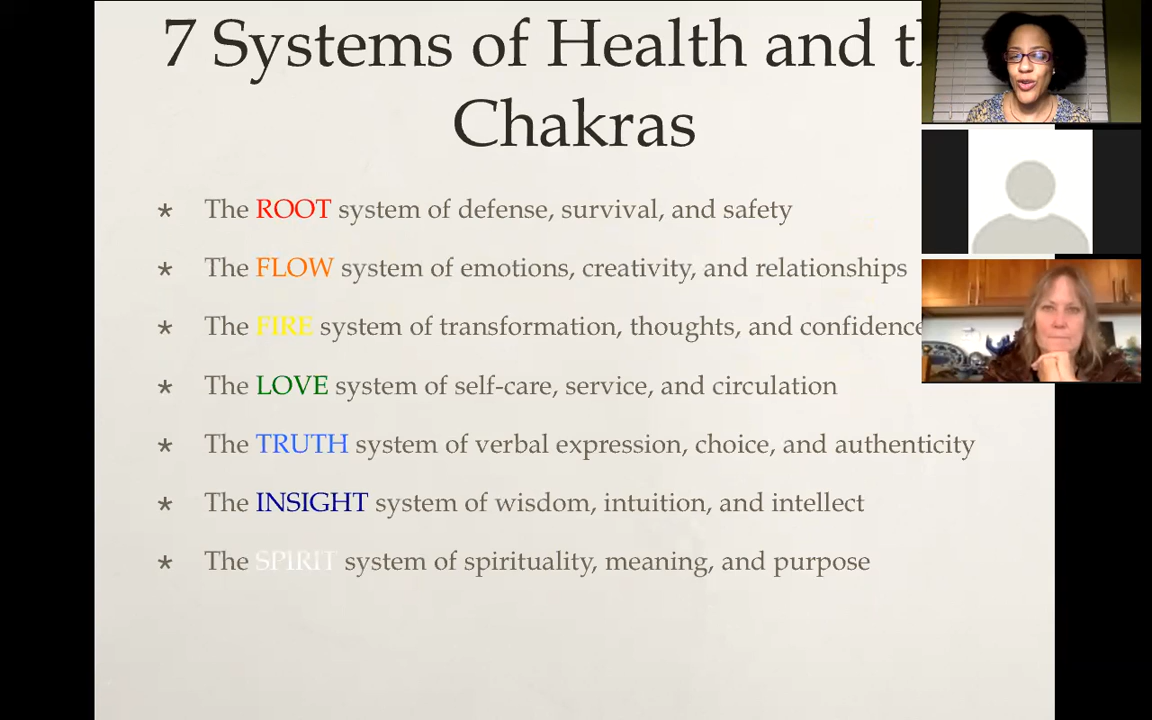 7 Systems of Health and t
Chakras
* The ROOT system of defense, survival, and safety
* The FLOW system of emotions, creativity, and relationships
* The FIRE system of transformation, thoughts, and confidence
* The LOVE system of self-care, service, and circulation
* The TRUTH system of verbal expression, choice, and authenticity
* The INSIGHT system of wisdom, intuition, and intellect
* The SPIRIT system of spirituality, meaning, and purpose